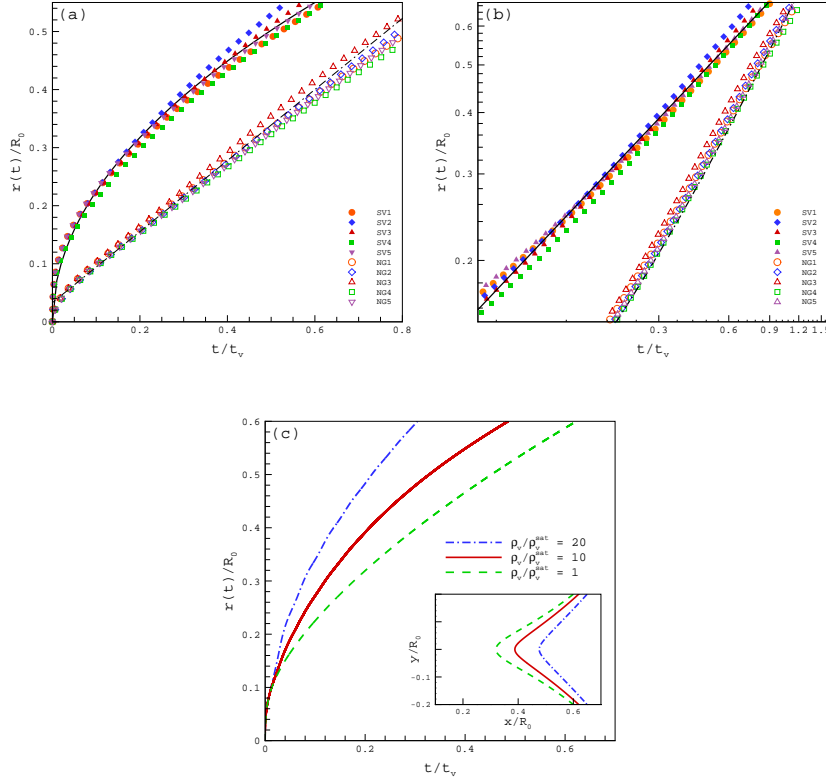 (a)
0.5
0.4
0.3
0.2
0.1
0
r(t)/R₀
0 0.2 0.4 0.6 0.8
t/tᵥ
SV1
SV2
SV3
SV4
SV5
NG1
NG2
NG3
NG4
NG5
(b)
0.6
0.5
0.4
0.3
0.2
r(t)/R₀
0.3 0.6 0.9 1.2 1.5
t/tᵥ
SV1
SV2
SV3
SV4
SV5
NG1
NG2
NG3
NG4
NG5
(c)
0.6
0.5
0.4
0.3
0.2
0.1
0
r(t)/R₀
0 0.2 0.4 0.6
t/tᵥ
ρᵥ/ρᵥˢᵃᵗ = 20
ρᵥ/ρᵥˢᵃᵗ = 10
ρᵥ/ρᵥˢᵃᵗ = 1
y/R₀
-0.1
-0.2
0.2 0.4 0.6
x/R₀